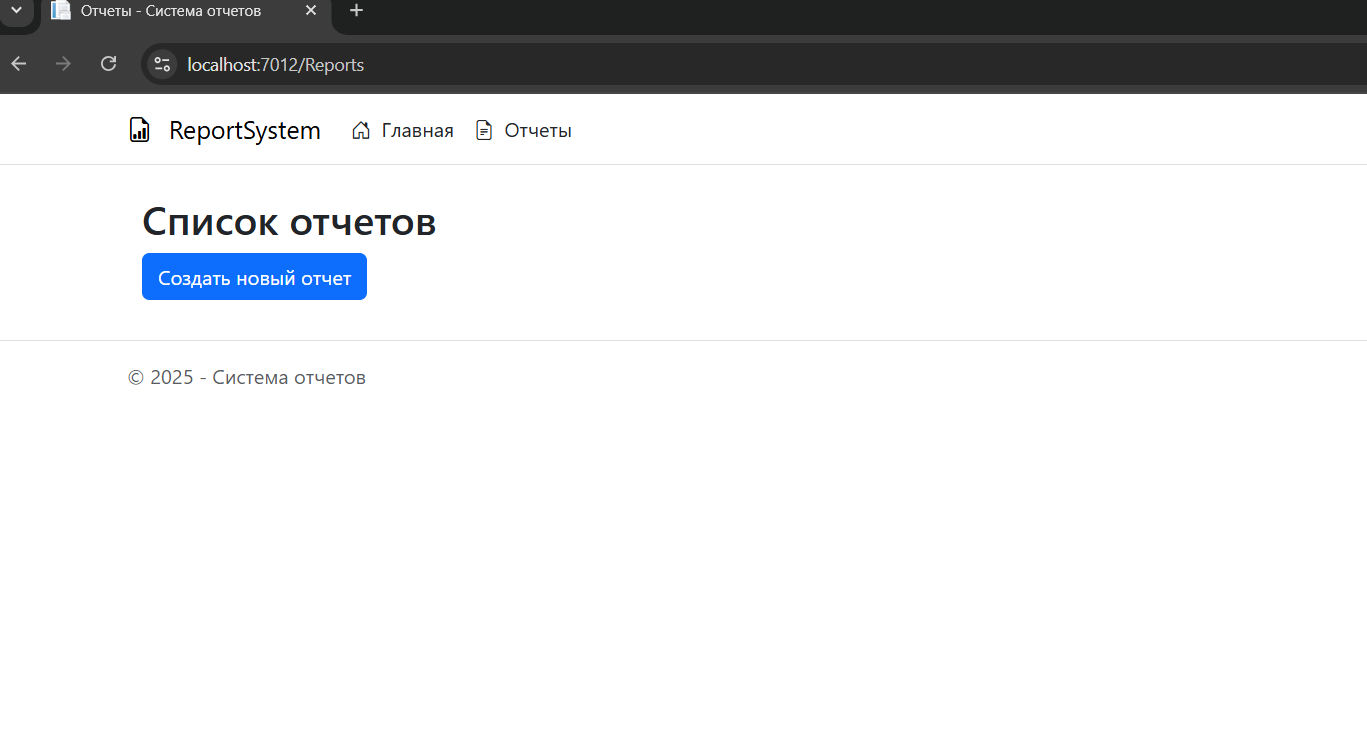 Отчеты - Система отчетов
localhost:7012/Reports
ReportSystem Главная Отчеты
Список отчетов
Создать новый отчет
© 2025 - Система отчетов